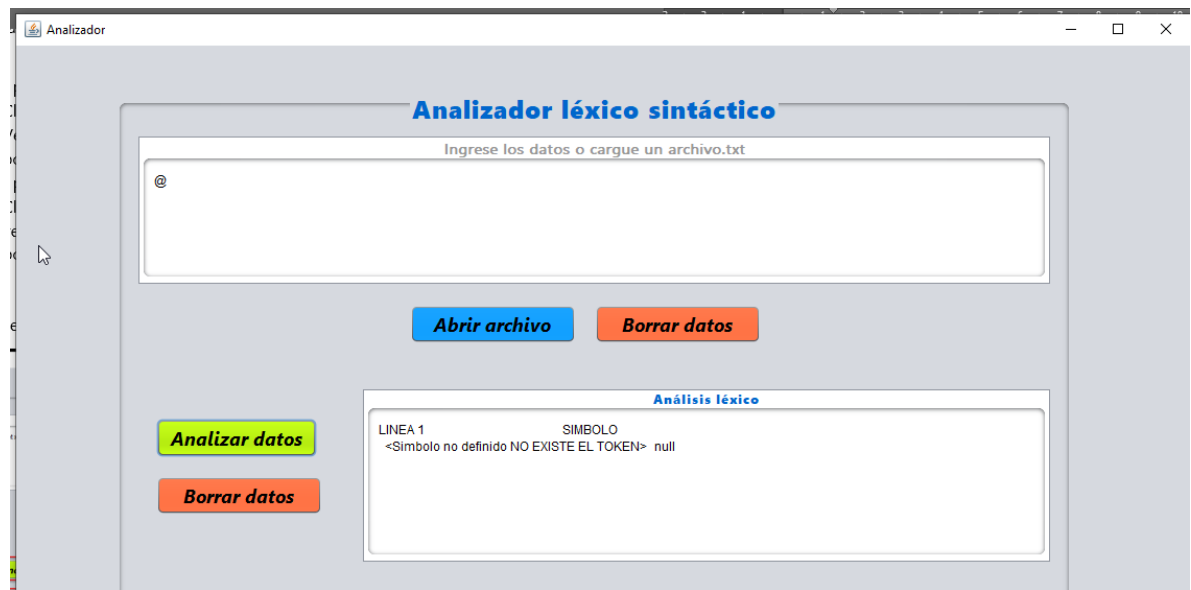 Analizador
Analizador léxico sintáctico
Ingrese los datos o cargue un archivo.txt
@
Abrir archivo
Borrar datos
Análisis léxico
Analizar datos
Borrar datos
LINEA 1 SIMBOLO
<Simbolo no definido NO EXISTE EL TOKEN> null